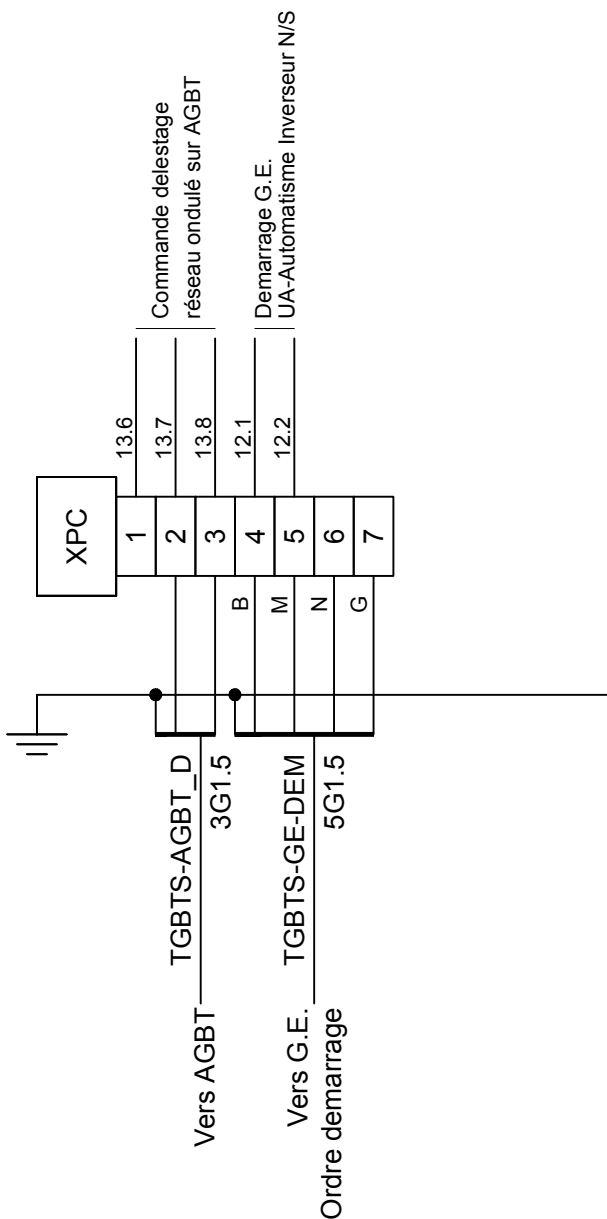 XPC
1
2
3
4
5
6
7
13.6
13.7
13.8
12.1
12.2
Commande delestage
réseau ondulé sur AGBT
Demarrage G.E.
UA-Automatisme Inverseur N/S
B
M
N
G
TGBTS-AGBT_D
3G1.5
Vers AGBT
TGBTS-GE-DEM
5G1.5
Vers G.E.
Ordre demarrage